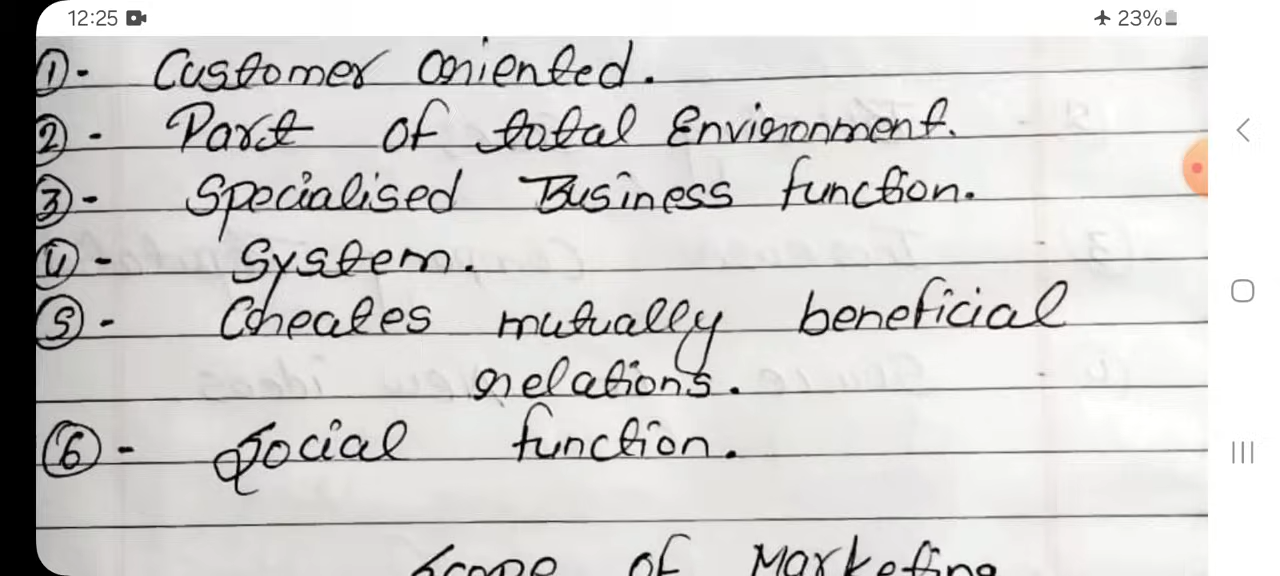 12:25 23%
①- Customer oriented.
②- Part of total Environment.
③- Specialised Business function.
④- System.
⑤- Creates mutually beneficial
relations.
⑥- Social function.
Scope of Marketing